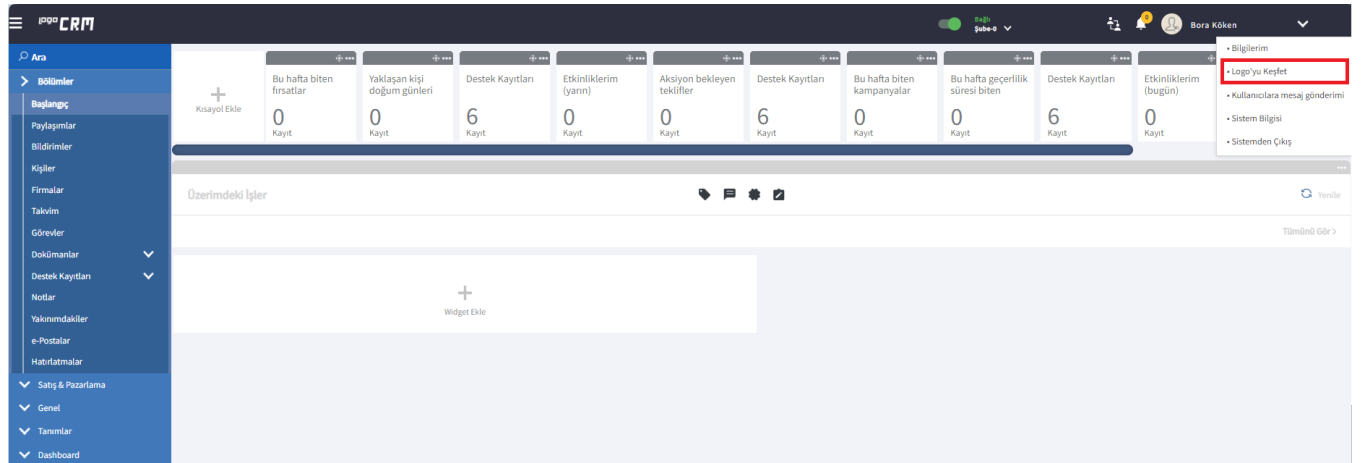 logo CRM
Bağlı
Şube-0
0
Bora Köken
• Bilgilerim
• Logo'yu Keşfet
• Kullanıcılara mesaj gönderimi
• Sistem Bilgisi
• Sistemden Çıkış
Ara
Bölümler
Başlangıç
Paylaşımlar
Bildirimler
Kişiler
Firmalar
Takvim
Görevler
Dokümanlar
Destek Kayıtları
Notlar
Yakınımdakiler
e-Postalar
Hatırlatmalar
Satış & Pazarlama
Genel
Tanımlar
Dashboard
Kısayol Ekle
Bu hafta biten
fırsatlar
0
Kayıt
Yaklaşan kişi
doğum günleri
0
Kayıt
Destek Kayıtları
6
Kayıt
Etkinliklerim
(yarın)
0
Kayıt
Aksiyon bekleyen
teklifler
0
Kayıt
Destek Kayıtları
6
Kayıt
Bu hafta biten
kampanyalar
0
Kayıt
Bu hafta geçerlilik
süresi biten
0
Kayıt
Destek Kayıtları
6
Kayıt
Etkinliklerim
(bugün)
0
Kayıt
Üzerimdeki İşler
Yenile
Tümünü Gör >
Widget Ekle